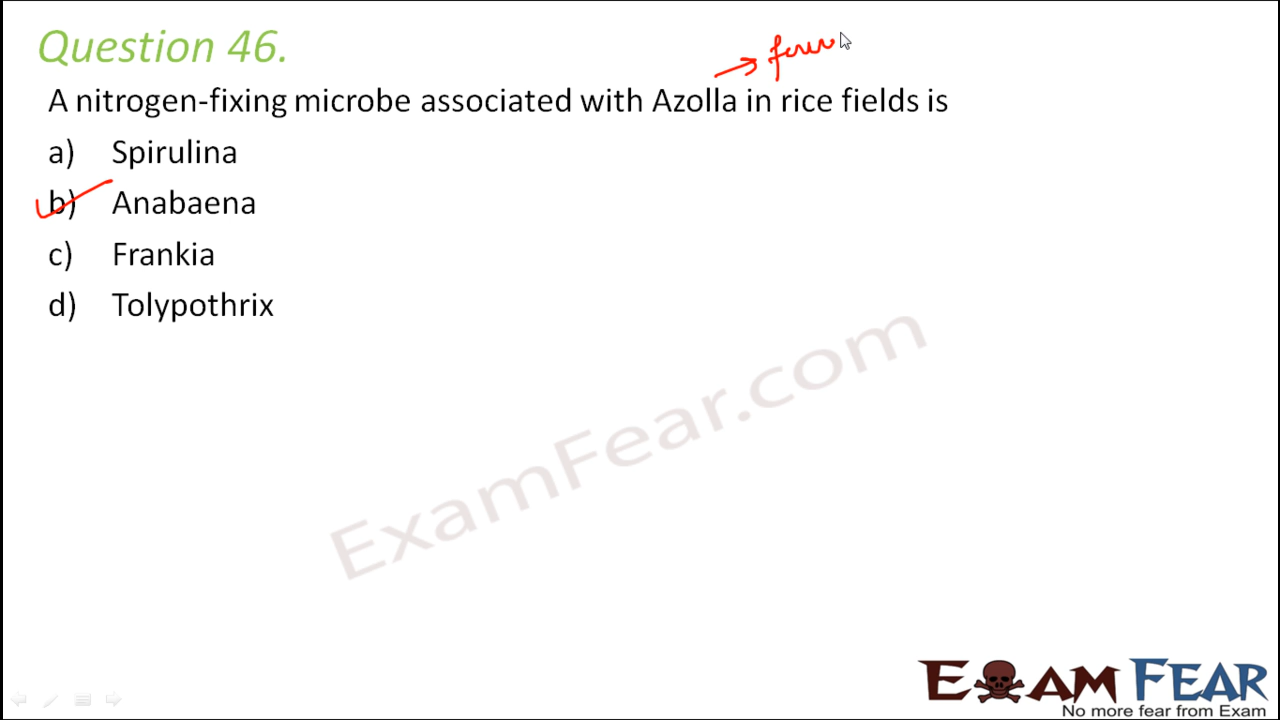 Question 46.
fern
A nitrogen-fixing microbe associated with Azolla in rice fields is
a) Spirulina
b) Anabaena
c) Frankia
d) Tolypothrix
ExamFear.com
EXAM FEAR
No more fear from Exam